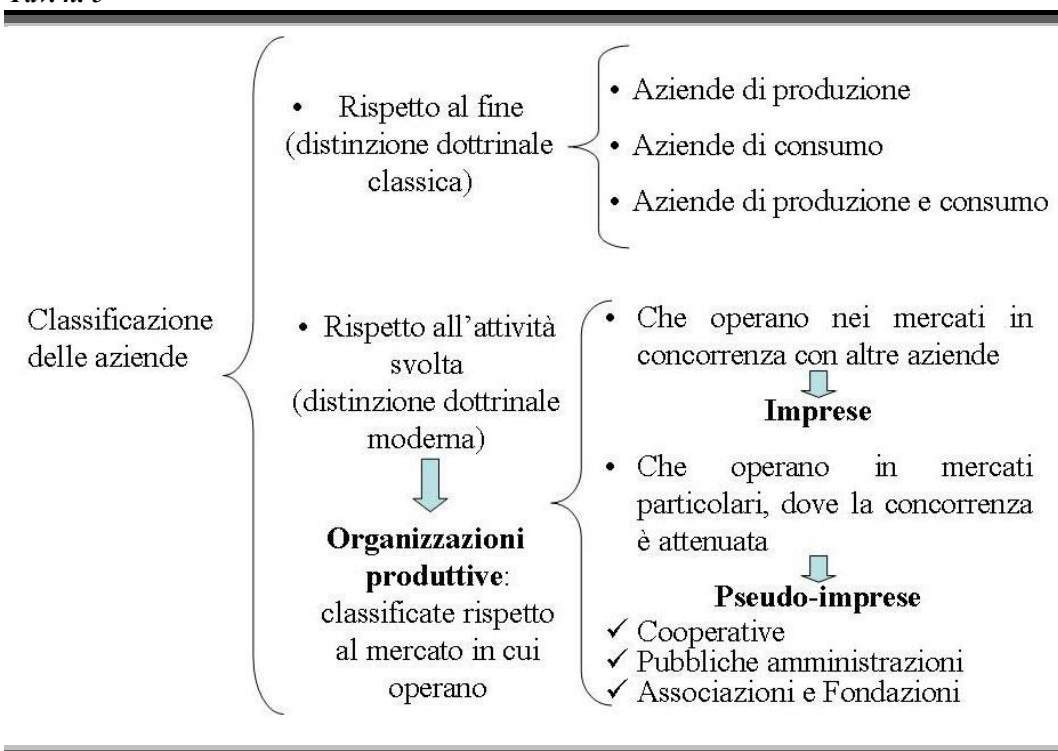 Classificazione
delle aziende
• Rispetto al fine
(distinzione dottrinale
classica)
• Aziende di produzione
• Aziende di consumo
• Aziende di produzione e consumo
• Rispetto all'attività
svolta
(distinzione dottrinale
moderna)
Organizzazioni
produttive:
classificate rispetto
al mercato in cui
operano
• Che operano nei mercati in
concorrenza con altre aziende
Imprese
• Che operano in mercati
particolari, dove la concorrenza
è attenuata
Pseudo-imprese
✓ Cooperative
✓ Pubbliche amministrazioni
✓ Associazioni e Fondazioni